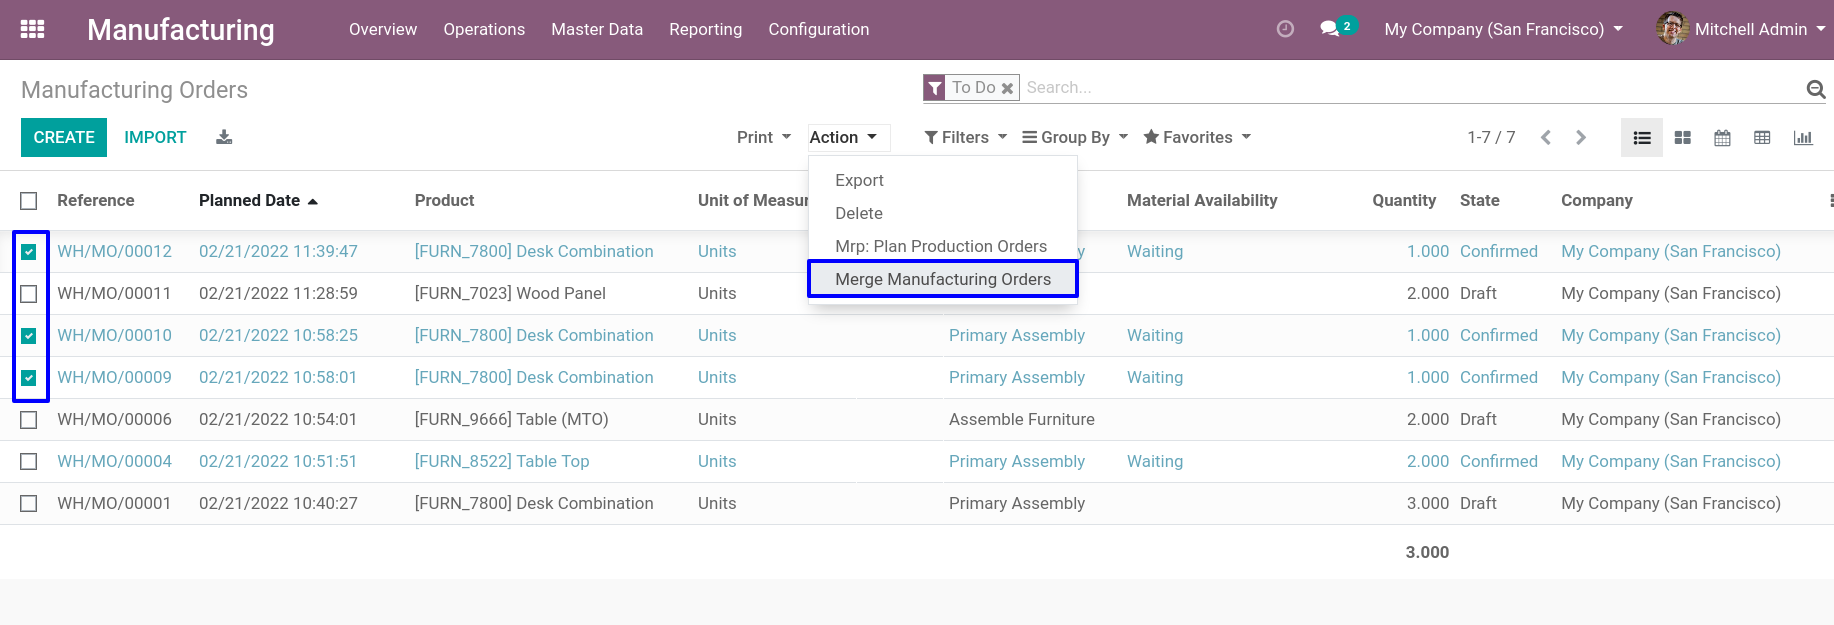 Manufacturing Overview Operations Master Data Reporting Configuration 2 My Company (San Francisco) Mitchell Admin
Manufacturing Orders To Do Search...
CREATE IMPORT Print Action Filters Group By Favorites 1-7 / 7
Export
Delete
Mrp: Plan Production Orders
Merge Manufacturing Orders
Reference Planned Date Product Unit of Measur Material Availability Quantity State Company
WH/MO/00012 02/21/2022 11:39:47 [FURN_7800] Desk Combination Units y Waiting 1.000 Confirmed My Company (San Francisco)
WH/MO/00011 02/21/2022 11:28:59 [FURN_7023] Wood Panel Units 2.000 Draft My Company (San Francisco)
WH/MO/00010 02/21/2022 10:58:25 [FURN_7800] Desk Combination Units Primary Assembly Waiting 1.000 Confirmed My Company (San Francisco)
WH/MO/00009 02/21/2022 10:58:01 [FURN_7800] Desk Combination Units Primary Assembly Waiting 1.000 Confirmed My Company (San Francisco)
WH/MO/00006 02/21/2022 10:54:01 [FURN_9666] Table (MTO) Units Assemble Furniture 2.000 Draft My Company (San Francisco)
WH/MO/00004 02/21/2022 10:51:51 [FURN_8522] Table Top Units Primary Assembly Waiting 2.000 Confirmed My Company (San Francisco)
WH/MO/00001 02/21/2022 10:40:27 [FURN_7800] Desk Combination Units Primary Assembly 3.000 Draft My Company (San Francisco)
3.000